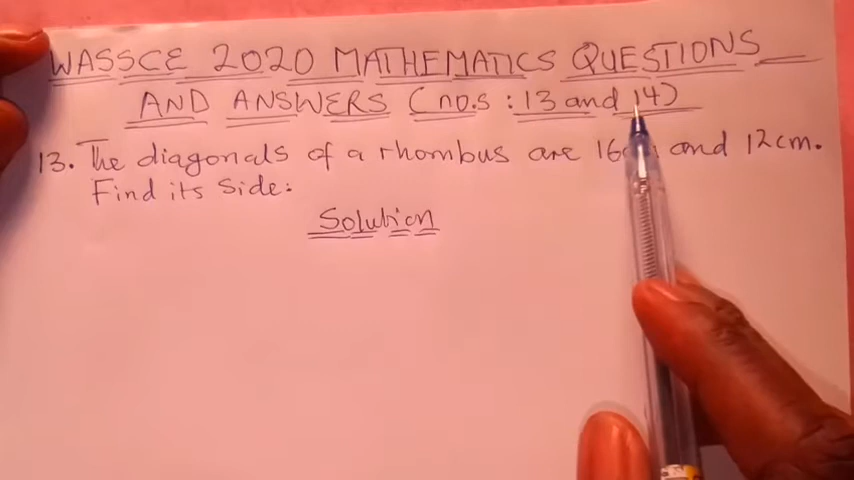 WASSCE 2020 MATHEMATICS QUESTIONS
AND ANSWERS (no.s : 13 and 14)
13. The diagonals of a rhombus are 16 and 12cm.
Find its side:
Solution